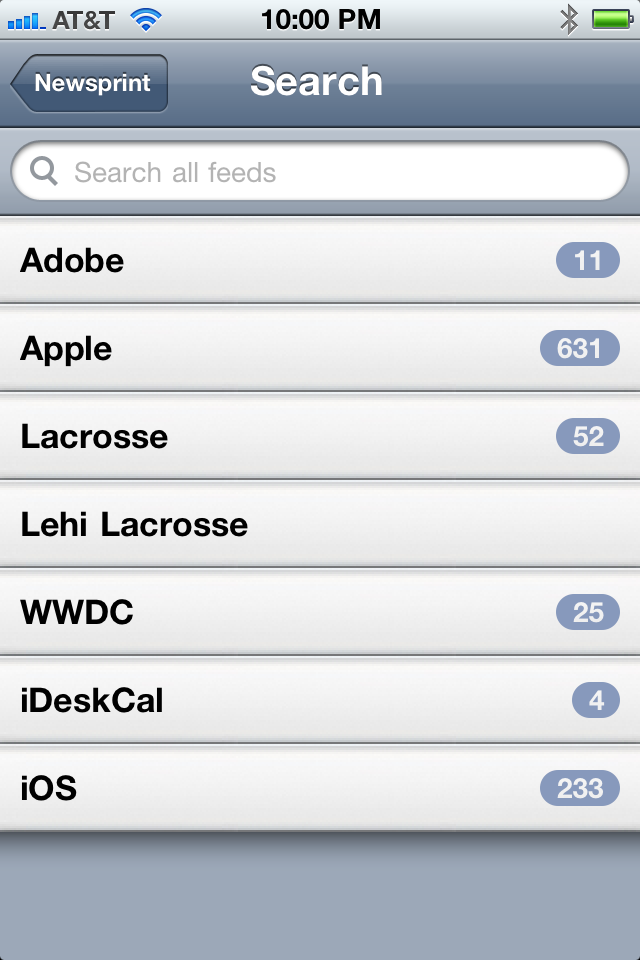 AT&T 10:00 PM
Newsprint Search
Search all feeds
Adobe 11
Apple 631
Lacrosse 52
Lehi Lacrosse
WWDC 25
iDeskCal 4
iOS 233